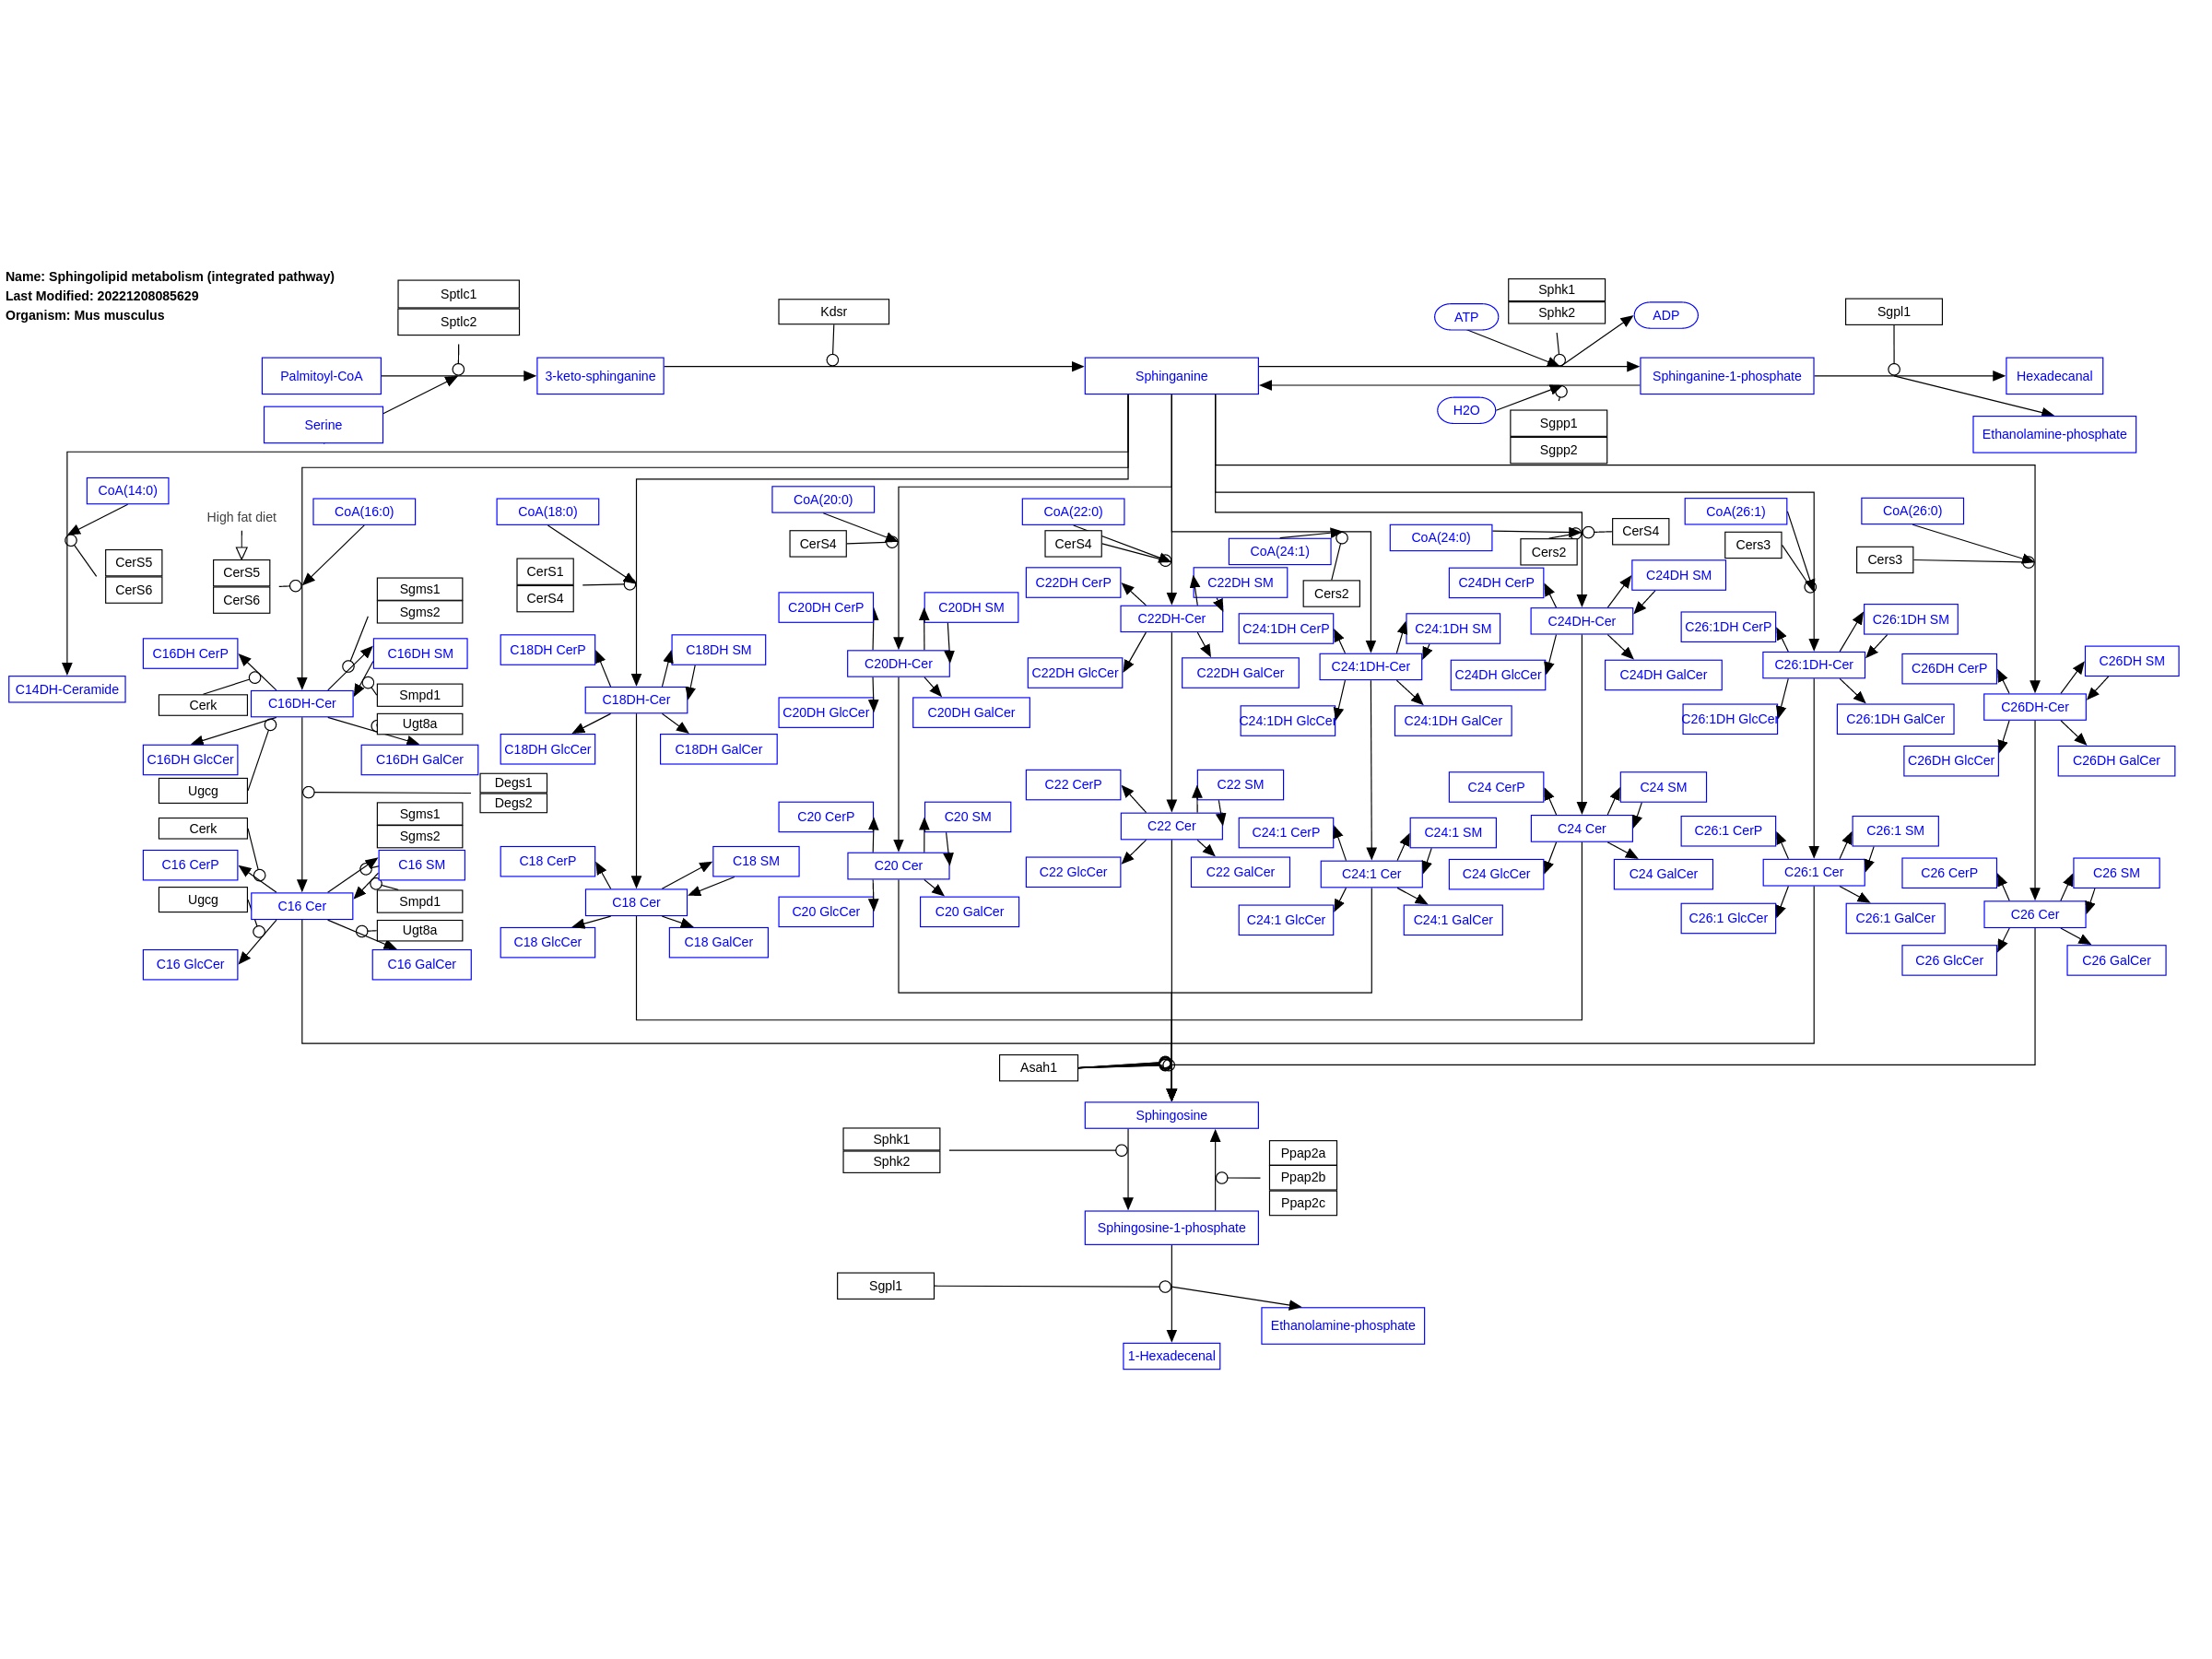 Name: Sphingolipid metabolism (integrated pathway)
Last Modified: 20221208085629
Organism: Mus musculus
Sptlc1
Sptlc2
Kdsr
ATP
Sphk1
Sphk2
ADP
Sgpl1
Palmitoyl-CoA
3-keto-sphinganine
Sphinganine
Sphinganine-1-phosphate
Hexadecanal
Serine
H2O
Sgpp1
Sgpp2
Ethanolamine-phosphate
CoA(14:0)
High fat diet
CoA(16:0)
CoA(18:0)
CoA(20:0)
CoA(22:0)
CoA(24:1)
CoA(24:0)
CoA(26:1)
CoA(26:0)
CerS5
CerS6
CerS5
CerS6
CerS1
CerS4
CerS4
CerS4
Cers2
Cers2
CerS4
Cers3
Cers3
C14DH-Ceramide
Sgms1
Sgms2
C16DH CerP
C16DH SM
Cerk
C16DH-Cer
Smpd1
Ugt8a
C16DH GlcCer
C16DH GalCer
Ugcg
Degs1
Degs2
Cerk
Sgms1
Sgms2
C16 CerP
C16 SM
Ugcg
C16 Cer
Smpd1
Ugt8a
C16 GlcCer
C16 GalCer
C18DH CerP
C18DH SM
C18DH-Cer
C18DH GlcCer
C18DH GalCer
C18 CerP
C18 SM
C18 Cer
C18 GlcCer
C18 GalCer
C20DH CerP
C20DH SM
C20DH-Cer
C20DH GlcCer
C20DH GalCer
C20 CerP
C20 SM
C20 Cer
C20 GlcCer
C20 GalCer
C22DH CerP
C22DH SM
C22DH-Cer
C22DH GlcCer
C22DH GalCer
C22 CerP
C22 SM
C22 Cer
C22 GlcCer
C22 GalCer
C24:1DH CerP
C24:1DH SM
C24:1DH-Cer
C24:1DH GlcCer
C24:1DH GalCer
C24:1 CerP
C24:1 SM
C24:1 Cer
C24:1 GlcCer
C24:1 GalCer
C24DH CerP
C24DH SM
C24DH-Cer
C24DH GlcCer
C24DH GalCer
C24 CerP
C24 SM
C24 Cer
C24 GlcCer
C24 GalCer
C26:1DH CerP
C26:1DH SM
C26:1DH-Cer
C26:1DH GlcCer
C26:1DH GalCer
C26:1 CerP
C26:1 SM
C26:1 Cer
C26:1 GlcCer
C26:1 GalCer
C26DH CerP
C26DH SM
C26DH-Cer
C26DH GlcCer
C26DH GalCer
C26 CerP
C26 SM
C26 Cer
C26 GlcCer
C26 GalCer
Asah1
Sphingosine
Sphk1
Sphk2
Ppap2a
Ppap2b
Ppap2c
Sphingosine-1-phosphate
Sgpl1
Ethanolamine-phosphate
1-Hexadecenal